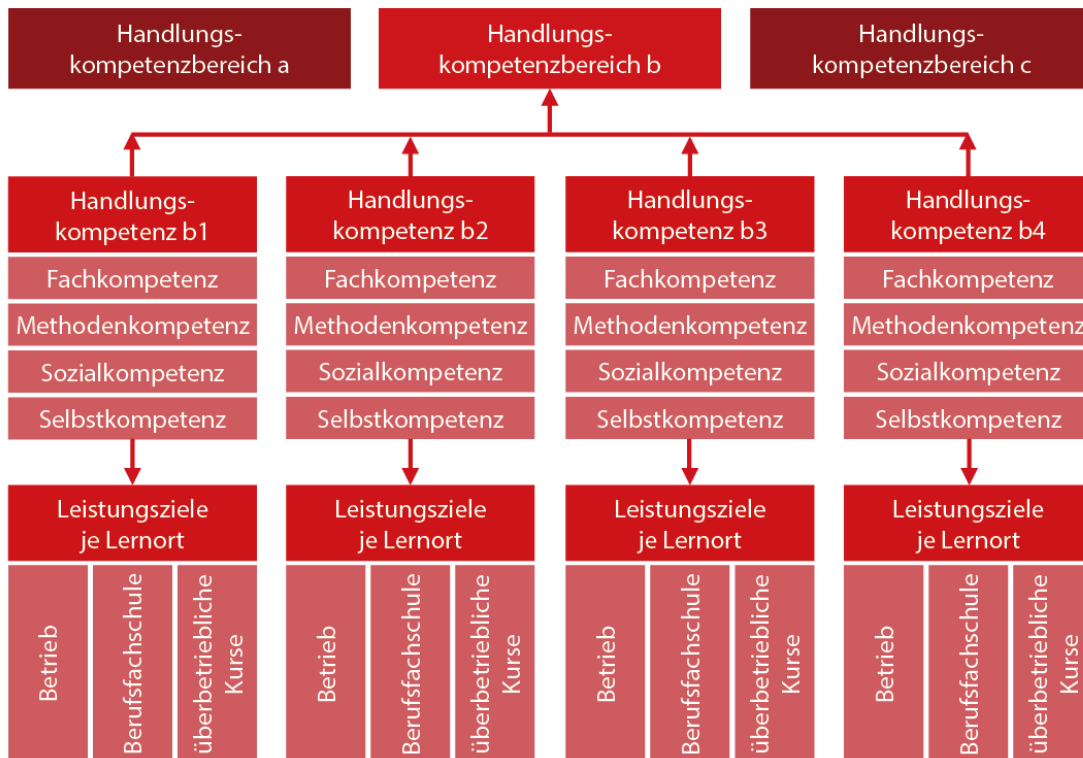 Handlungs-
kompetenzbereich a
Handlungs-
kompetenzbereich b
Handlungs-
kompetenzbereich c
Handlungs-
kompetenz b1
Fachkompetenz
Methodenkompetenz
Sozialkompetenz
Selbstkompetenz
Handlungs-
kompetenz b2
Fachkompetenz
Methodenkompetenz
Sozialkompetenz
Selbstkompetenz
Handlungs-
kompetenz b3
Fachkompetenz
Methodenkompetenz
Sozialkompetenz
Selbstkompetenz
Handlungs-
kompetenz b4
Fachkompetenz
Methodenkompetenz
Sozialkompetenz
Selbstkompetenz
Leistungsziele
je Lernort
Betrieb
Berufsfachschule
überbetriebliche
Kurse
Leistungsziele
je Lernort
Betrieb
Berufsfachschule
überbetriebliche
Kurse
Leistungsziele
je Lernort
Betrieb
Berufsfachschule
überbetriebliche
Kurse
Leistungsziele
je Lernort
Betrieb
Berufsfachschule
überbetriebliche
Kurse